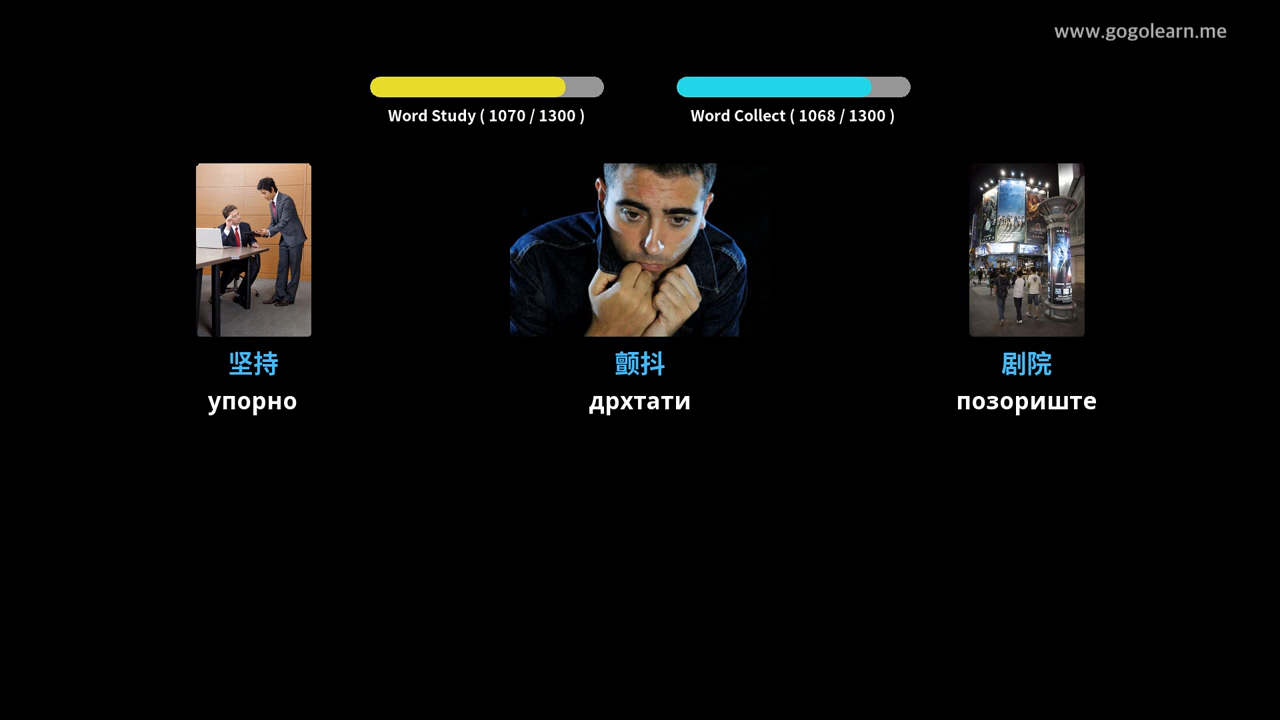 www.gogolearn.me
Word Study ( 1070 / 1300 )
Word Collect ( 1068 / 1300 )
坚持
颤抖
剧院
упорно
дрхтати
позориште